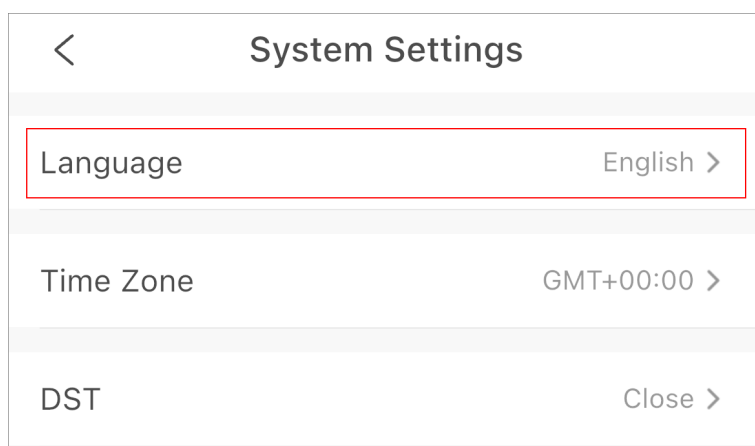 System Settings
Language English
Time Zone GMT+00:00
DST Close